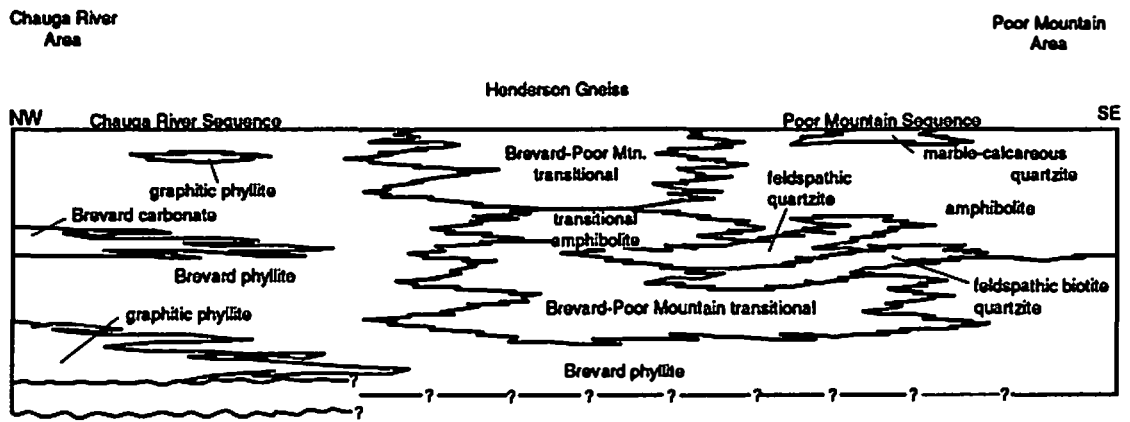 Chauga River
Area
Poor Mountain
Area
Henderson Gneiss
NW
SE
Chauga River Sequence
Poor Mountain Sequence
Brevard-Poor Mtn.
transitional
marble-calcareous
quartzite
graphitic phyllite
feldspathic
quartzite
Brevard carbonate
amphibolite
transitional
amphibolite
Brevard phyllite
feldspathic biotite
quartzite
Brevard-Poor Mountain transitional
graphitic phyllite
Brevard phyllite
?
? ? ? ? ? ? ? ?
?